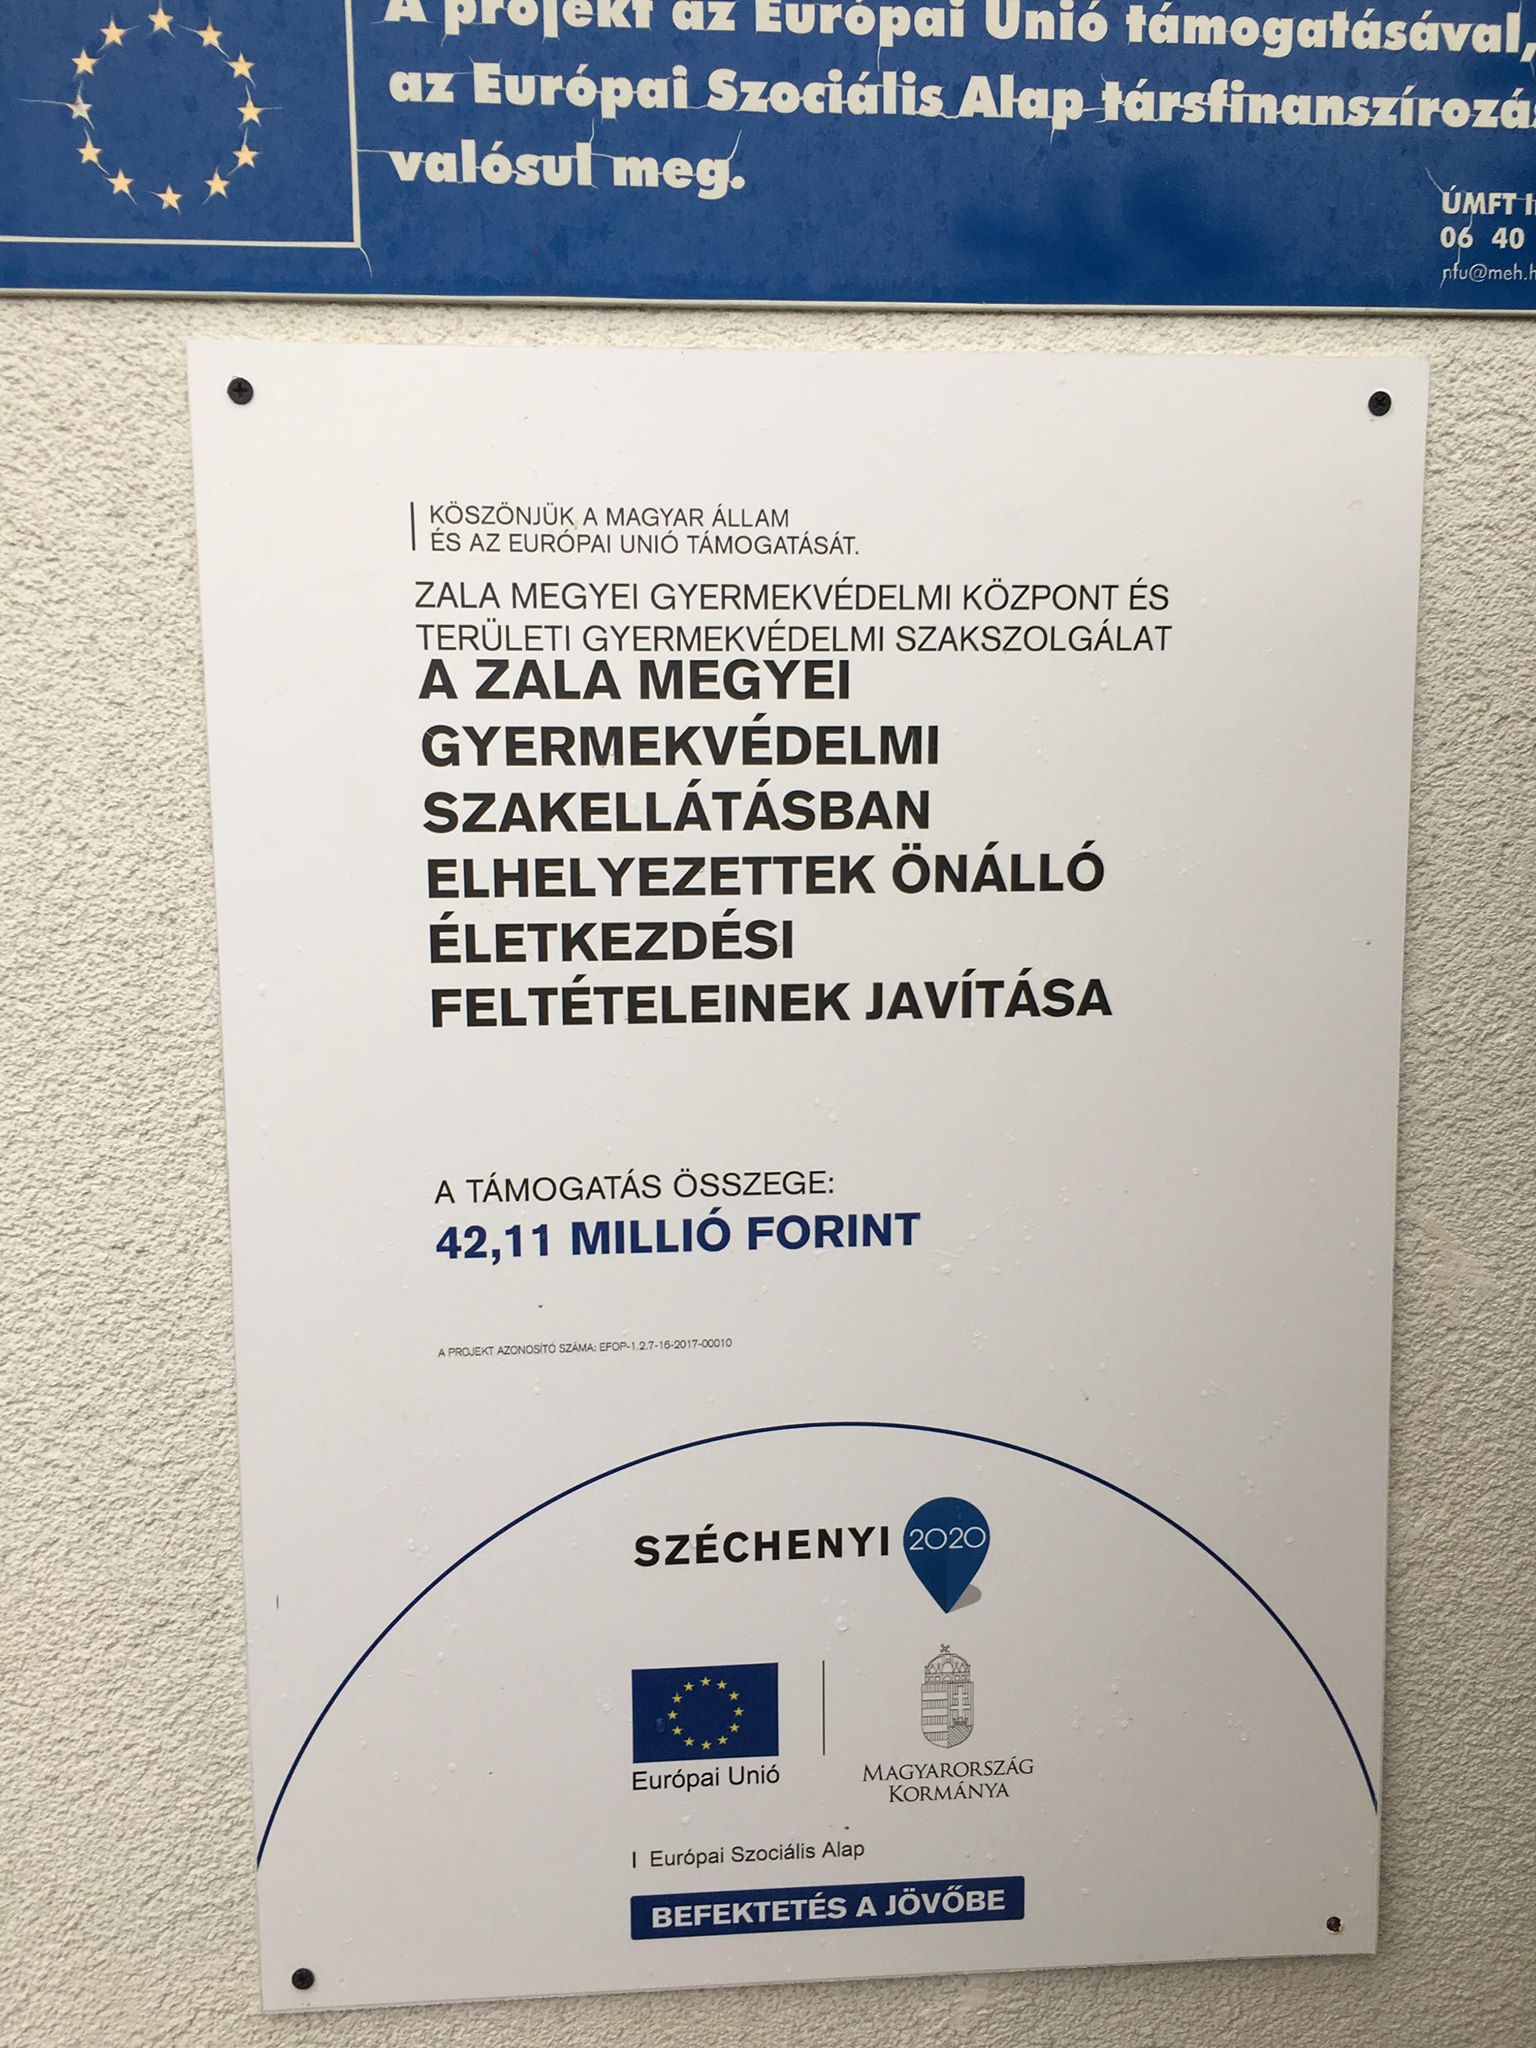 A projekt az Európai Unió támogatásával,
az Európai Szociális Alap
valósul meg.
ÚMFT
06 40
KÖSZÖNJÜK A MAGYAR ÁLLAM
ÉS AZ EURÓPAI UNIÓ TÁMOGATÁSÁT.
ZALA MEGYEI GYERMEKVÉDELMI KÖZPONT ÉS
TERÜLETI GYERMEKVÉDELMI SZAKSZOLGÁLAT
A ZALA MEGYEI
GYERMEKVÉDELMI
SZAKELLÁTÁSBAN
ELHELYEZETTEK ÖNÁLLÓ
ÉLETKEZDÉSI
FELTÉTELEINEK JAVÍTÁSA
A TÁMOGATÁS ÖSSZEGE:
42,11 MILLIÓ FORINT
A PROJEKT AZONOSÍTÓ SZÁMA: EFOP-1.2.7-16-2017-00010
SZÉCHENYI 2020
Európai Unió
MAGYARORSZÁG
KORMÁNYA
Európai Szociális Alap
BEFEKTETÉS A JÖVŐBE